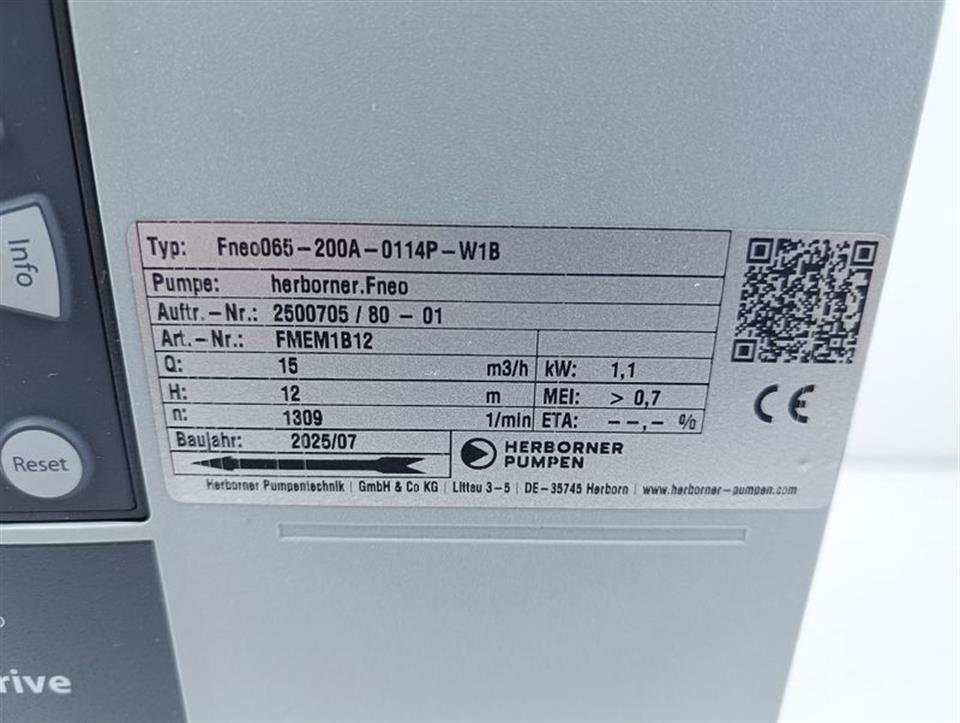 Info
Reset
rive
Typ: Fneo065-200A-0114P-W1B
Pumpe: herborner.Fneo
Auftr.-Nr.: 2500705 / 80 - 01
Art.-Nr.: FMEM1B12
Q: 15 m3/h kW: 1,1
H: 12 m MEI: > 0,7
n: 1309 1/min ETA: --,- %
Baujahr: 2025/07
HERBORNER
PUMPEN
CE
Herborner Pumpentechnik | GmbH & Co KG | Littau 3-5 | DE-35745 Herborn | www.herborner-pumpen.com